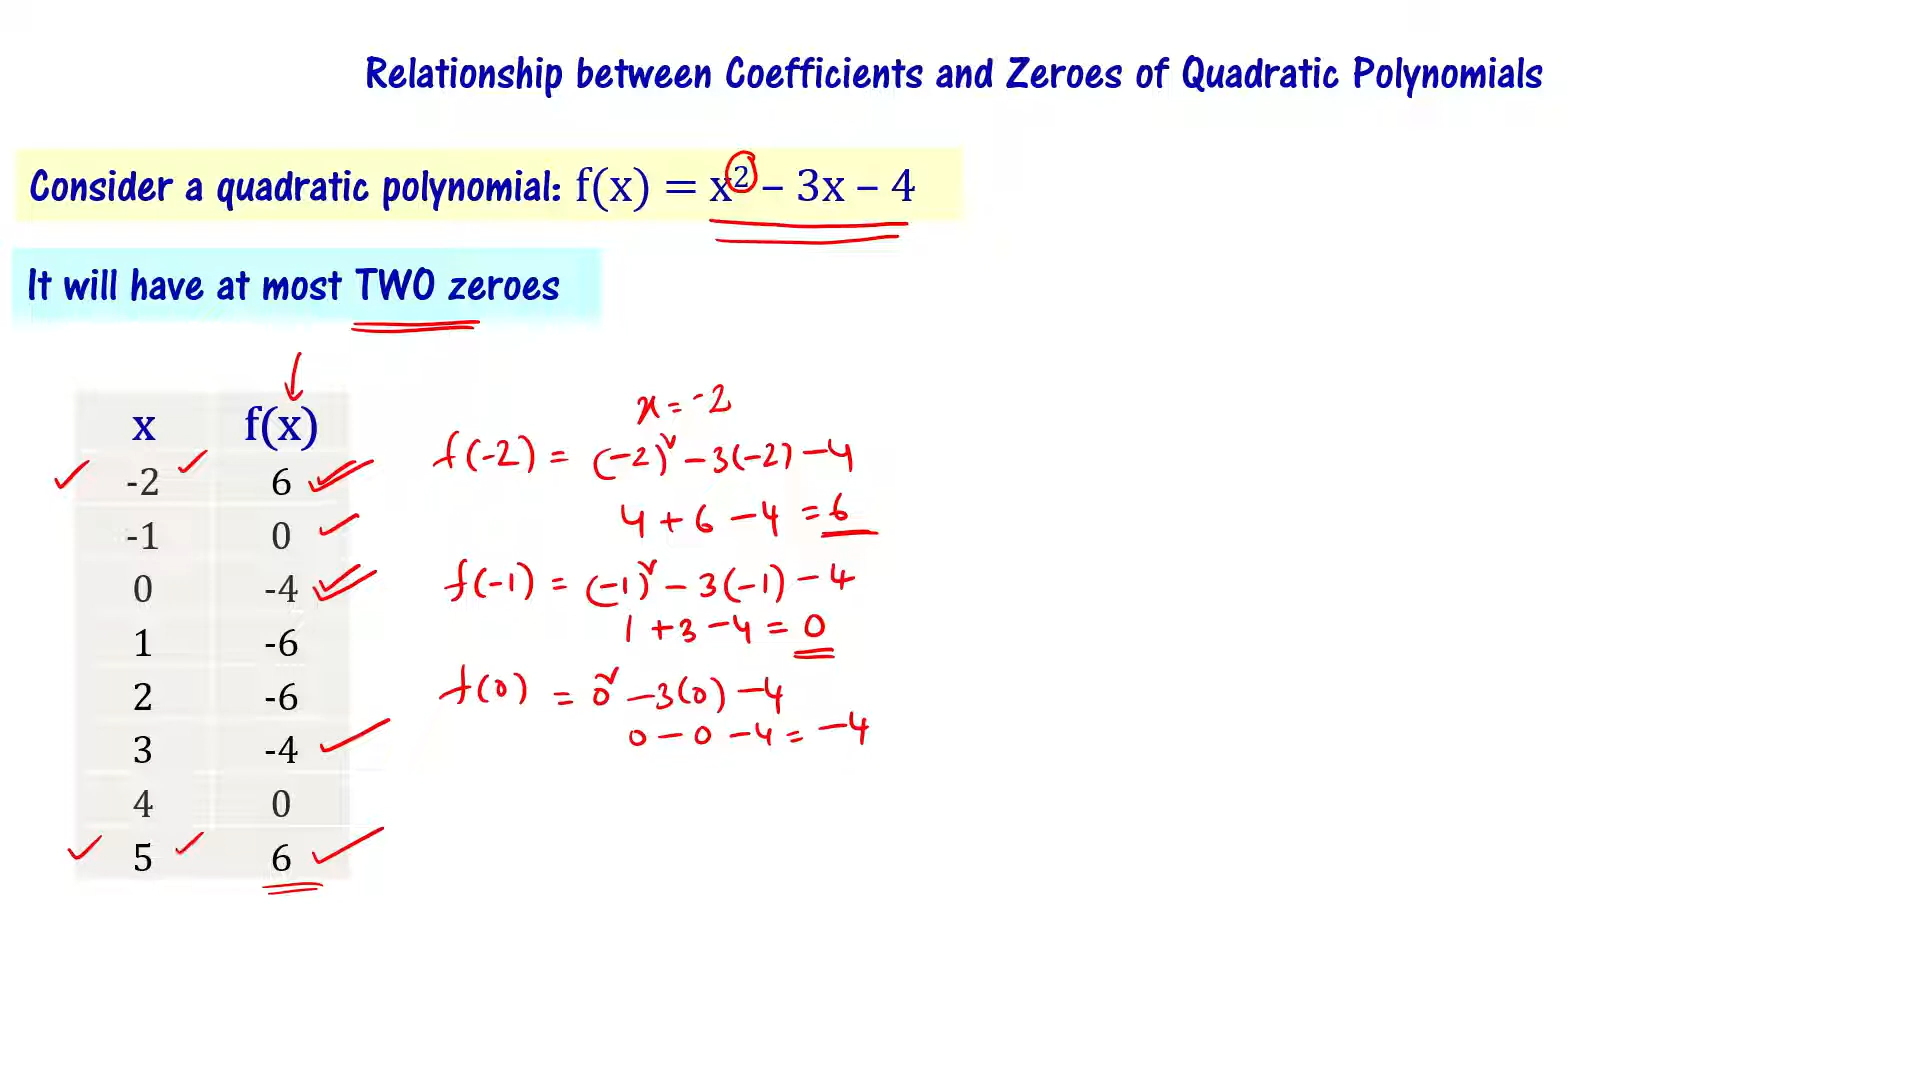 Relationship between Coefficients and Zeroes of Quadratic Polynomials
Consider a quadratic polynomial: f(x) = x² – 3x – 4
It will have at most TWO zeroes
x f(x)
-2 6
-1 0
0 -4
1 -6
2 -6
3 -4
4 0
5 6
x = -2
f(-2) = (-2)² - 3(-2) - 4
4 + 6 - 4 = 6
f(-1) = (-1)² - 3(-1) - 4
1 + 3 - 4 = 0
f(0) = 0² - 3(0) - 4
0 - 0 - 4 = -4